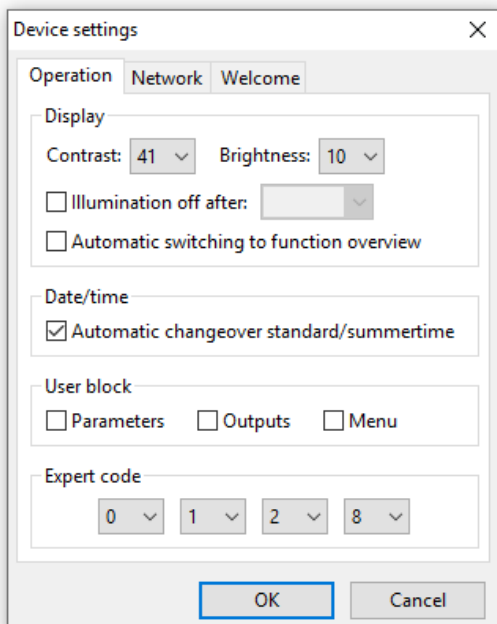 Device settings
Operation Network Welcome
Display
Contrast: 41 Brightness: 10
Illumination off after:
Automatic switching to function overview
Date/time
Automatic changeover standard/summertime
User block
Parameters Outputs Menu
Expert code
0 1 2 8
OK Cancel